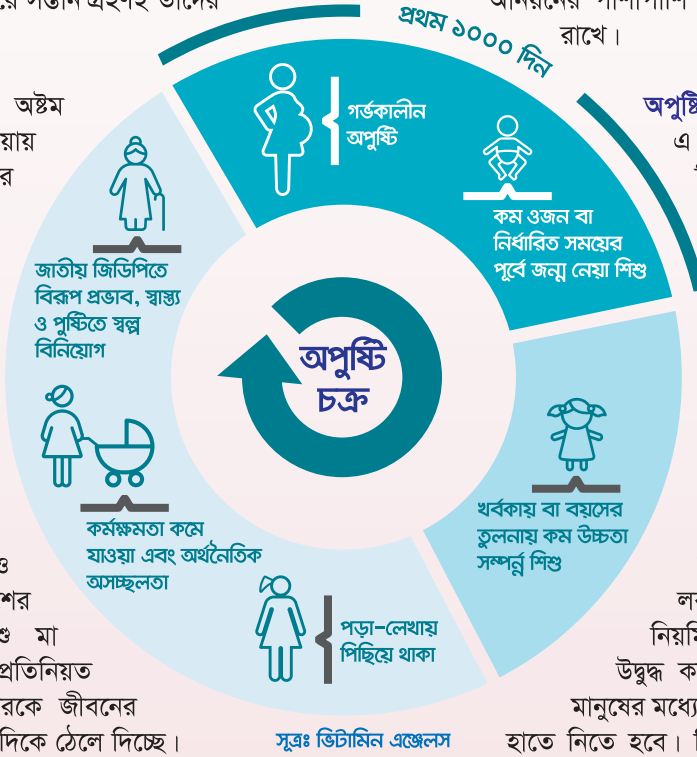 প্রথম ১০০০ দিন
রাখে।
অষ্টম
এ
গর্ভকালীন
অপুষ্টি
কম ওজন বা
নির্ধারিত সময়ের
পূর্বে জন্ম নেয়া শিশু
জাতীয় জিডিপিতে
বিরূপ প্রভাব, স্বাস্থ্য
ও পুষ্টিতে স্বল্প
বিনিয়োগ
অপুষ্টি
চক্র
খর্বকায় বা বয়সের
তুলনায় কম উচ্চতা
সম্পর্ন্ন শিশু
কর্মক্ষমতা কমে
যাওয়া এবং অর্থনৈতিক
অসচ্ছলতা
পড়া-লেখায়
পিছিয়ে থাকা
মা
প্রতিনিয়ত
জীবনের
দিকে ঠেলে দিচ্ছে।
উদ্বুদ্ধ
মানুষের মধ্যে
হাতে নিতে হবে।
সূত্রঃ ভিটামিন এঞ্জেলস